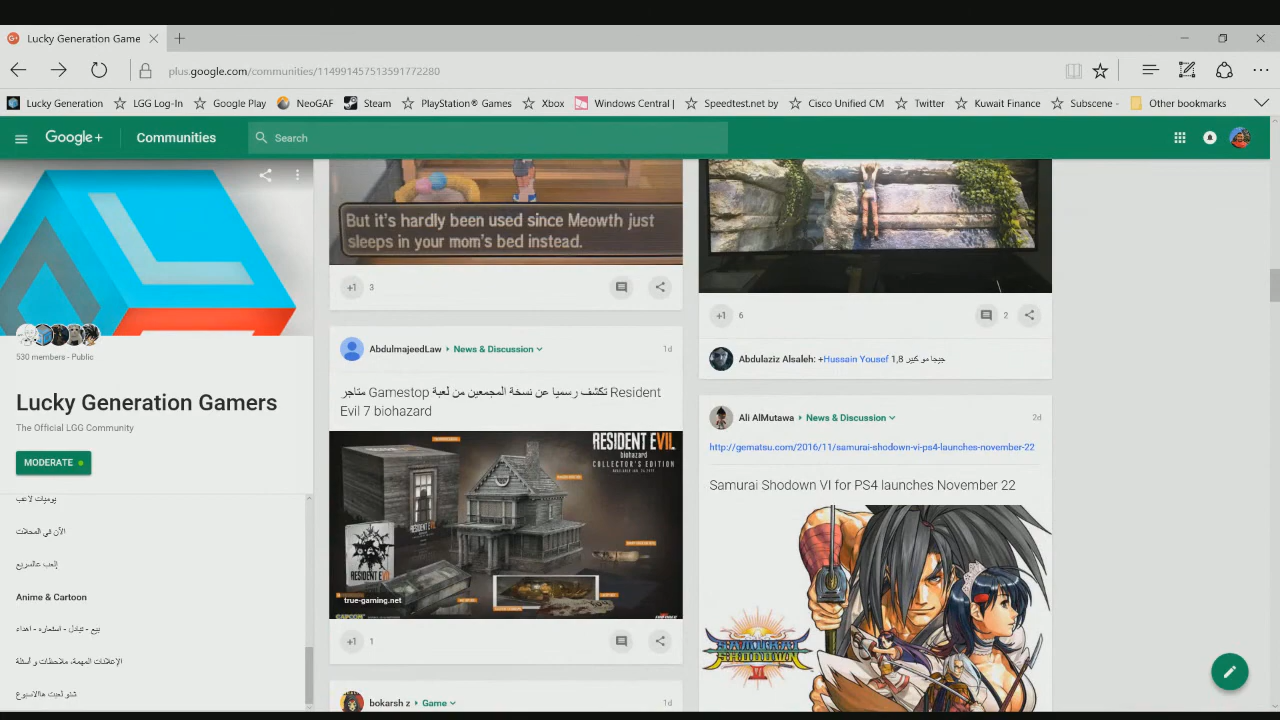 Lucky Generation Game
plus.google.com/communities/114991457513591772280
Lucky Generation
LGG Log-In
Google Play
NeoGAF
Steam
PlayStation® Games
Xbox
Windows Central |
Speedtest.net by
Cisco Unified CM
Twitter
Kuwait Finance
Subscene -
Other bookmarks
Google+
Communities
Search
530 members - Public
Lucky Generation Gamers
The Official LGG Community
MODERATE
يوميات لاعب
الآن في المحلات
إلعب عالسريع
Anime & Cartoon
بيع - تبادل - استعاره - اهداء
الإعلانات المهمة، ملاحظات و أسئلة
شنو لعبت هالاسبوع
But it's hardly been used since Meowth just
sleeps in your mom's bed instead.
+1 3
AbdulmajeedLaw
News & Discussion
1d
متاجر Gamestop تكشف رسميا عن نسخة المجمعين من لعبة Resident
Evil 7 biohazard
RESIDENT EVIL
biohazard
COLLECTOR'S EDITION
RESIDENT EVIL
true-gaming.net
CAPCOM
+1 1
bokarsh z
Game
1d
+1 6
2
Abdulaziz Alsaleh: +Hussain Yousef 1,8 جيجا مو كبير
Ali AlMutawa
News & Discussion
2d
http://gematsu.com/2016/11/samurai-shodown-vi-ps4-launches-november-22
Samurai Shodown VI for PS4 launches November 22
SAMURAI
SHODOWN
VI